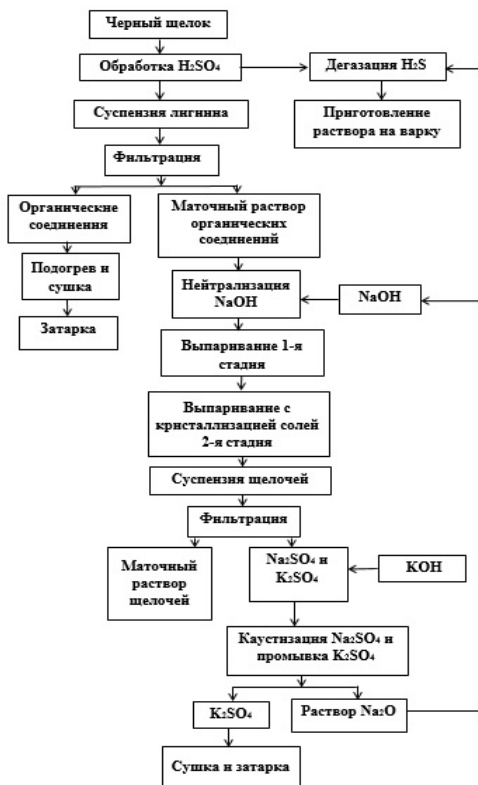 Черный щелок
Обработка H₂SO₄
Дегазация H₂S
Суспензия лигнина
Приготовление
раствора на варку
Фильтрация
Органические
соединения
Маточный раствор
органических
соединений
Подогрев и
сушка
Нейтрализация
NaOH
NaOH
Затарка
Выпаривание 1-я
стадия
Выпаривание с
кристаллизацией солей
2-я стадия
Суспензия щелочей
Фильтрация
Маточный
раствор
щелочей
Na₂SO₄ и
K₂SO₄
KOH
Каустизация Na₂SO₄ и
промывка K₂SO₄
K₂SO₄
Раствор Na₂O
Сушка и затарка